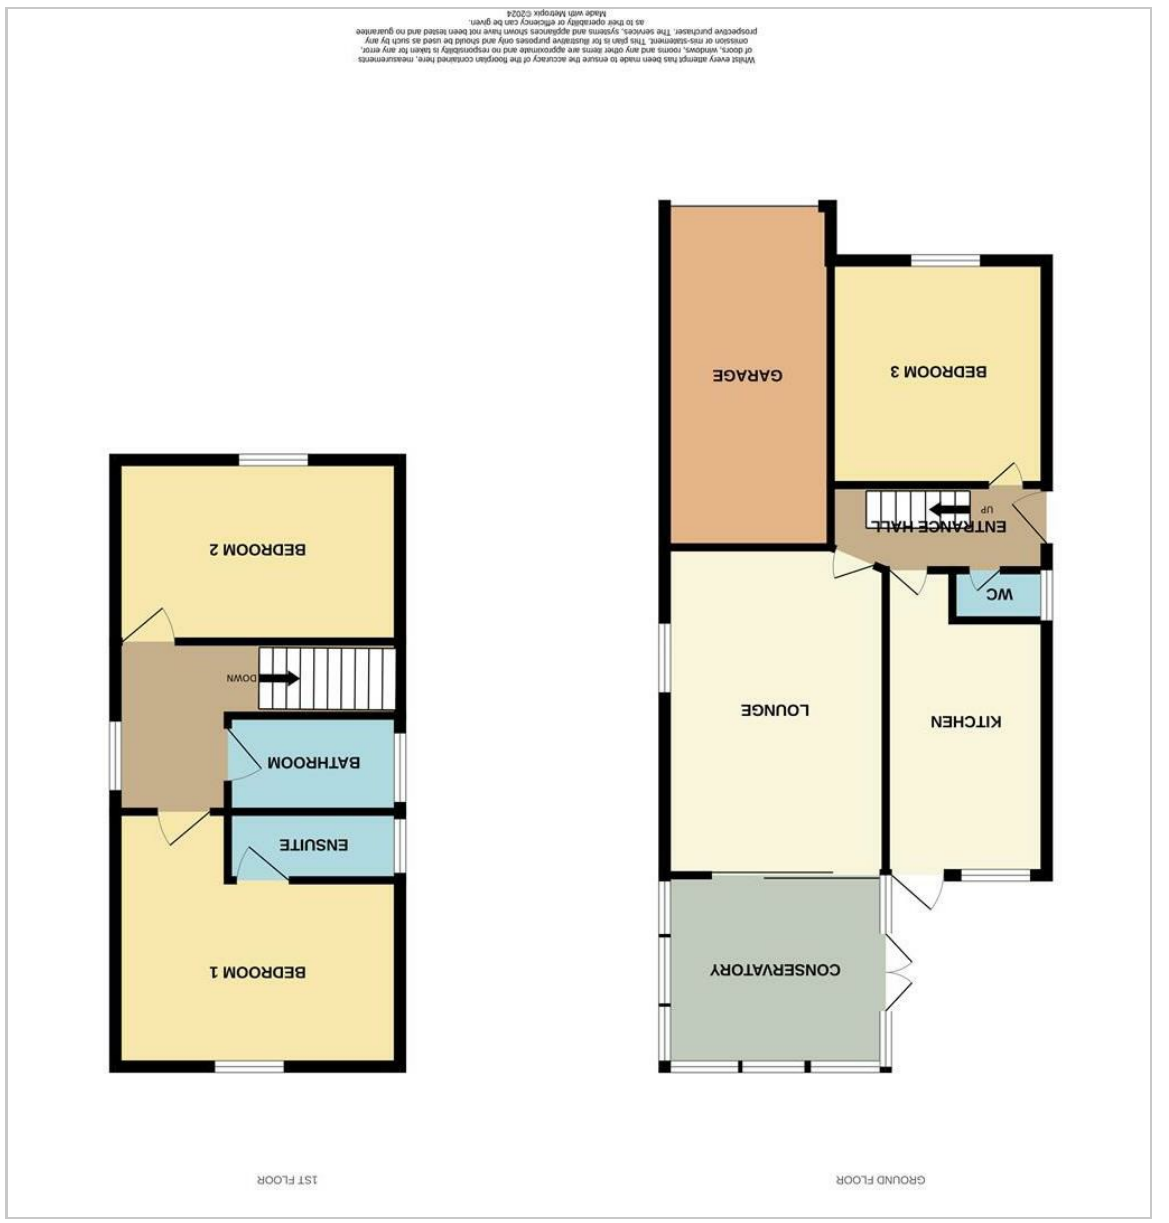 GROUND FLOOR
1ST FLOOR
CONSERVATORY
LOUNGE
KITCHEN
WC
ENTRANCE HALL
UP
BEDROOM 3
GARAGE
BEDROOM 1
ENSUITE
BATHROOM
DOWN
BEDROOM 2
Whilst every attempt has been made to ensure the accuracy of the floorplan contained here, measurements
of doors, windows, rooms and any other items are approximate and no responsibility is taken for any error,
omission or mis-statement. This plan is for illustrative purposes only and should be used as such by any
prospective purchaser. The services, systems and appliances shown have not been tested and no guarantee
as to their operability or efficiency can be given.
Made with Metropix ©2024